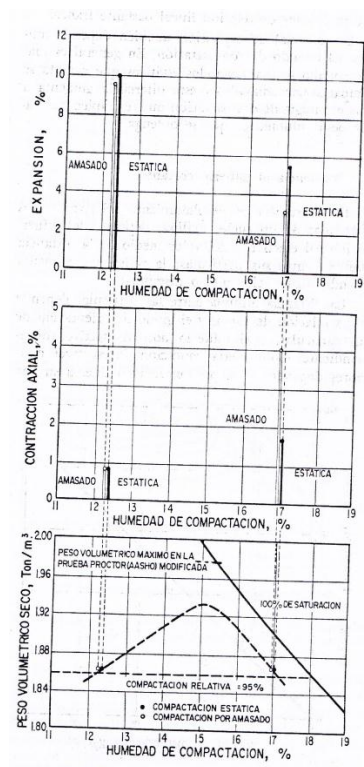 EXPANSION, %
12
10
8
6
4
2
0
AMASADO
ESTATICA
ESTATICA
AMASADO
11 12 13 14 15 16 17 18 19
HUMEDAD DE COMPACTACION, %
CONTRACCION AXIAL,%
5
4
3
2
1
0
AMASADO
AMASADO
ESTATICA
ESTATICA
11 12 13 14 15 16 17 18 19
HUMEDAD DE COMPACTACION, %
PESO VOLUMETRICO SECO, Ton/m³
2.00
1.96
1.92
1.88
1.84
1.80
PESO VOLUMETRICO MAXIMO EN LA
PRUEBA PROCTOR (AASHO) MODIFICADA
100% DE SATURACION
COMPACTACION RELATIVA = 95%
• COMPACTACION ESTATICA
○ COMPACTACION POR AMASADO
11 12 13 14 15 16 17 18 19
HUMEDAD DE COMPACTACION, %